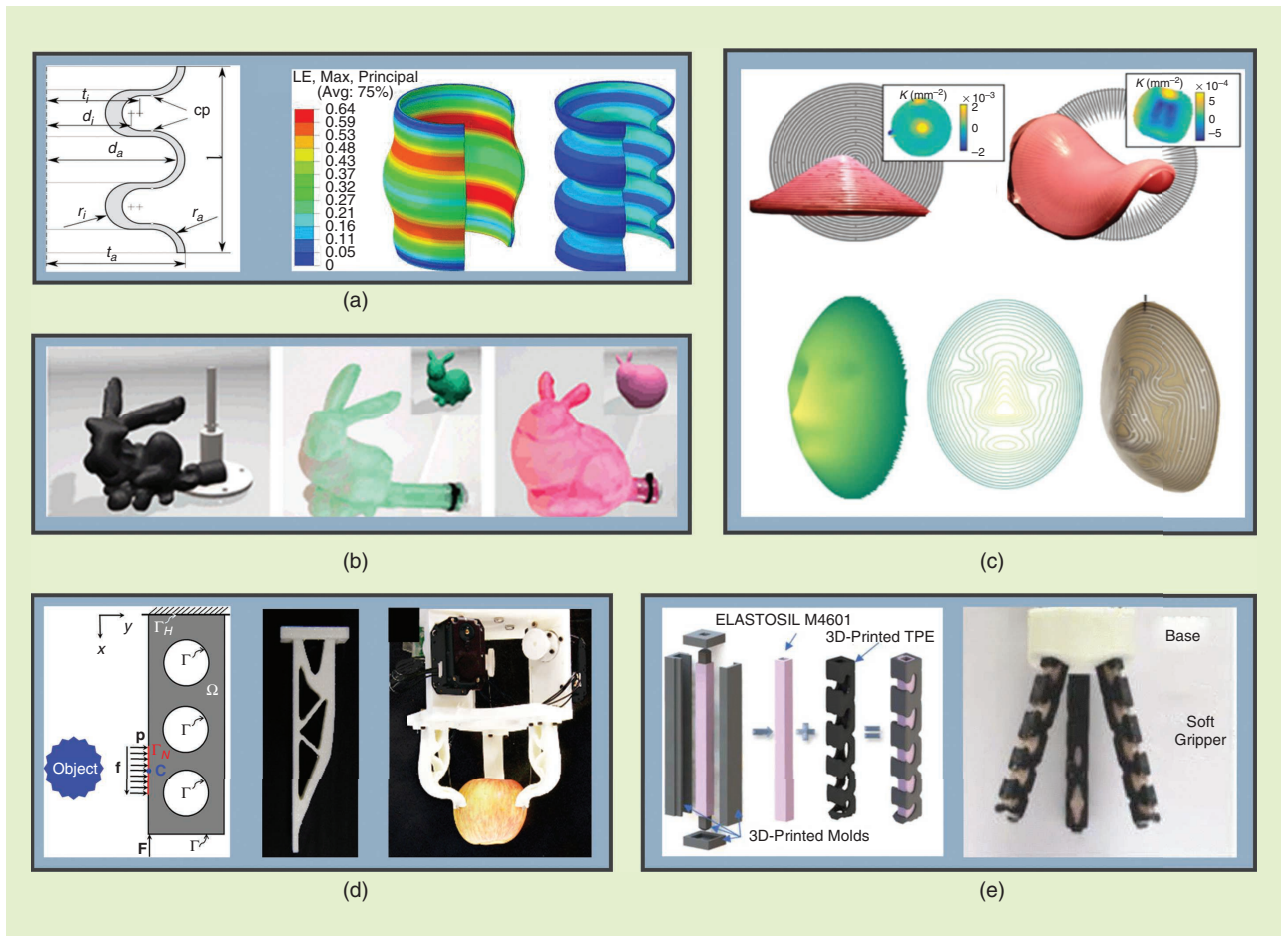 t_i
cp
d_i
d_a
l
r_i
r_a
t_a
LE, Max, Principal
(Avg: 75%)
0.64
0.59
0.53
0.48
0.43
0.37
0.32
0.27
0.21
0.16
0.11
0.05
0
(a)
(b)
K (mm⁻²)
× 10⁻³
2
0
−2
K (mm⁻²)
× 10⁻⁴
5
0
−5
(c)
y
x
Γ_H
Γ
Ω
Γ
p
Γ_N
f
C
Object
Γ
F
Γ
(d)
ELASTOSIL M4601
3D-Printed TPE
3D-Printed Molds
Base
Soft
Gripper
(e)